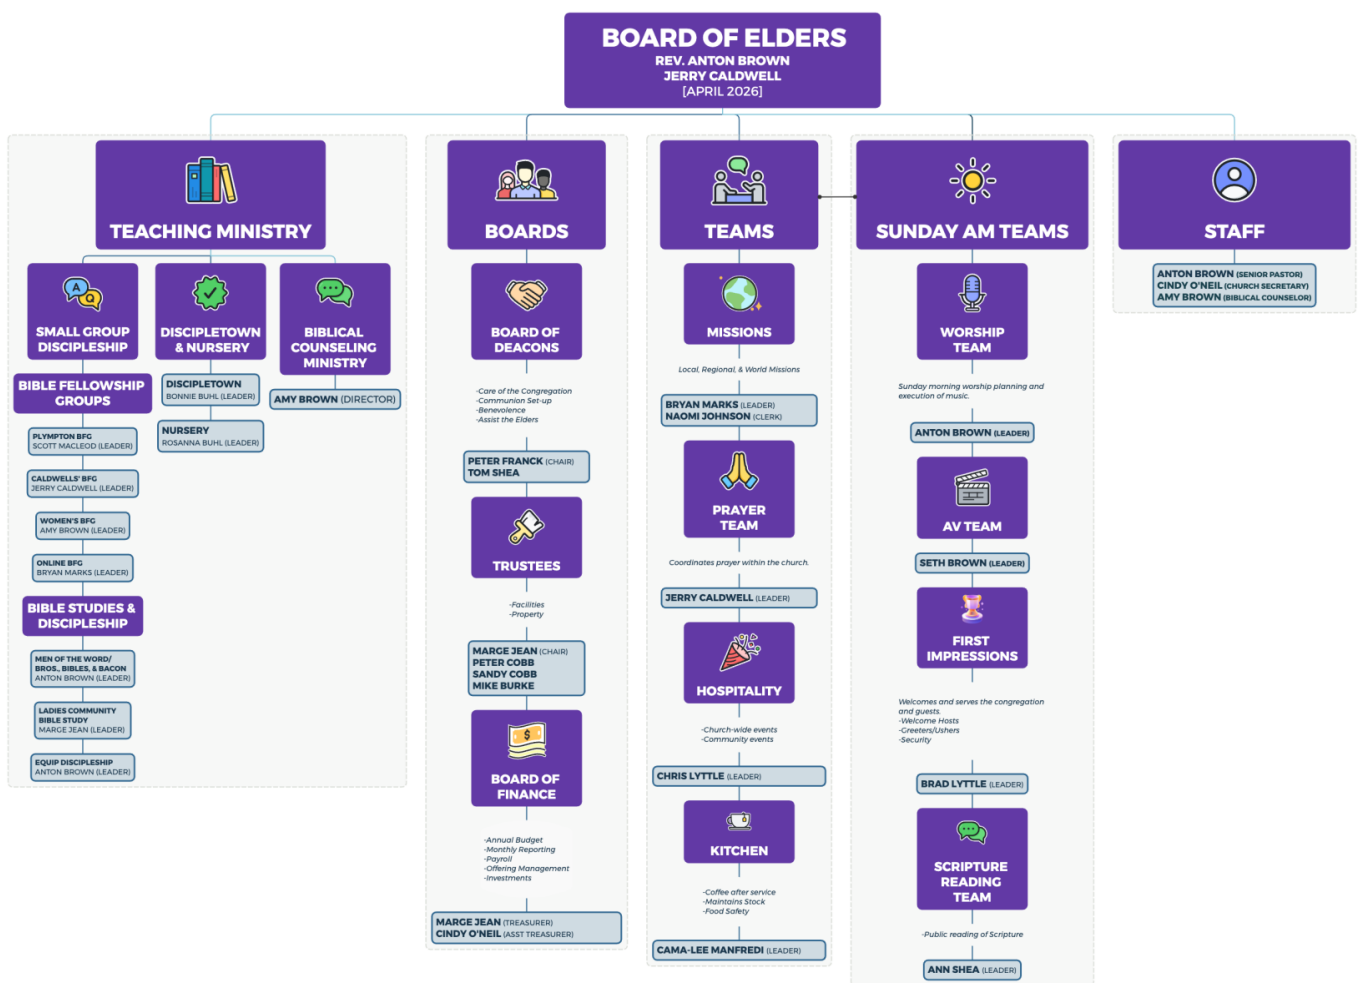 BOARD OF ELDERS
REV. ANTON BROWN
JERRY CALDWELL
[APRIL 2026]
TEACHING MINISTRY
A
Q
SMALL GROUP
DISCIPLESHIP
BIBLE FELLOWSHIP
GROUPS
PLYMPTON BFG
SCOTT MACLEOD (LEADER)
CALDWELLS' BFG
JERRY CALDWELL (LEADER)
WOMEN'S BFG
AMY BROWN (LEADER)
ONLINE BFG
BRYAN MARKS (LEADER)
BIBLE STUDIES &
DISCIPLESHIP
MEN OF THE WORD/
BROS., BIBLES, & BACON
ANTON BROWN (LEADER)
LADIES COMMUNITY
BIBLE STUDY
MARGE JEAN (LEADER)
EQUIP DISCIPLESHIP
ANTON BROWN (LEADER)
DISCIPLETOWN
& NURSERY
DISCIPLETOWN
BONNIE BUHL (LEADER)
NURSERY
ROSANNA BUHL (LEADER)
BIBLICAL
COUNSELING
MINISTRY
AMY BROWN (DIRECTOR)
BOARDS
BOARD OF
DEACONS
-Care of the Congregation
-Communion Set-up
-Benevolence
-Assist the Elders
PETER FRANCK (CHAIR)
TOM SHEA
TRUSTEES
-Facilities
-Property
MARGE JEAN (CHAIR)
PETER COBB
SANDY COBB
MIKE BURKE
$
BOARD OF
FINANCE
-Annual Budget
-Monthly Reporting
-Payroll
-Offering Management
-Investments
MARGE JEAN (TREASURER)
CINDY O'NEIL (ASST TREASURER)
TEAMS
MISSIONS
Local, Regional, & World Missions
BRYAN MARKS (LEADER)
NAOMI JOHNSON (CLERK)
PRAYER
TEAM
Coordinates prayer within the church.
JERRY CALDWELL (LEADER)
HOSPITALITY
-Church-wide events
-Community events
CHRIS LYTTLE (LEADER)
KITCHEN
-Coffee after service
-Maintains Stock
-Food Safety
CAMA-LEE MANFREDI (LEADER)
SUNDAY AM TEAMS
WORSHIP
TEAM
Sunday morning worship planning and
execution of music.
ANTON BROWN (LEADER)
AV TEAM
SETH BROWN (LEADER)
FIRST
IMPRESSIONS
Welcomes and serves the congregation
and guests.
-Welcome Hosts
-Greeters/Ushers
-Security
BRAD LYTTLE (LEADER)
SCRIPTURE
READING
TEAM
-Public reading of Scripture
ANN SHEA (LEADER)
STAFF
ANTON BROWN (SENIOR PASTOR)
CINDY O'NEIL (CHURCH SECRETARY)
AMY BROWN (BIBLICAL COUNSELOR)